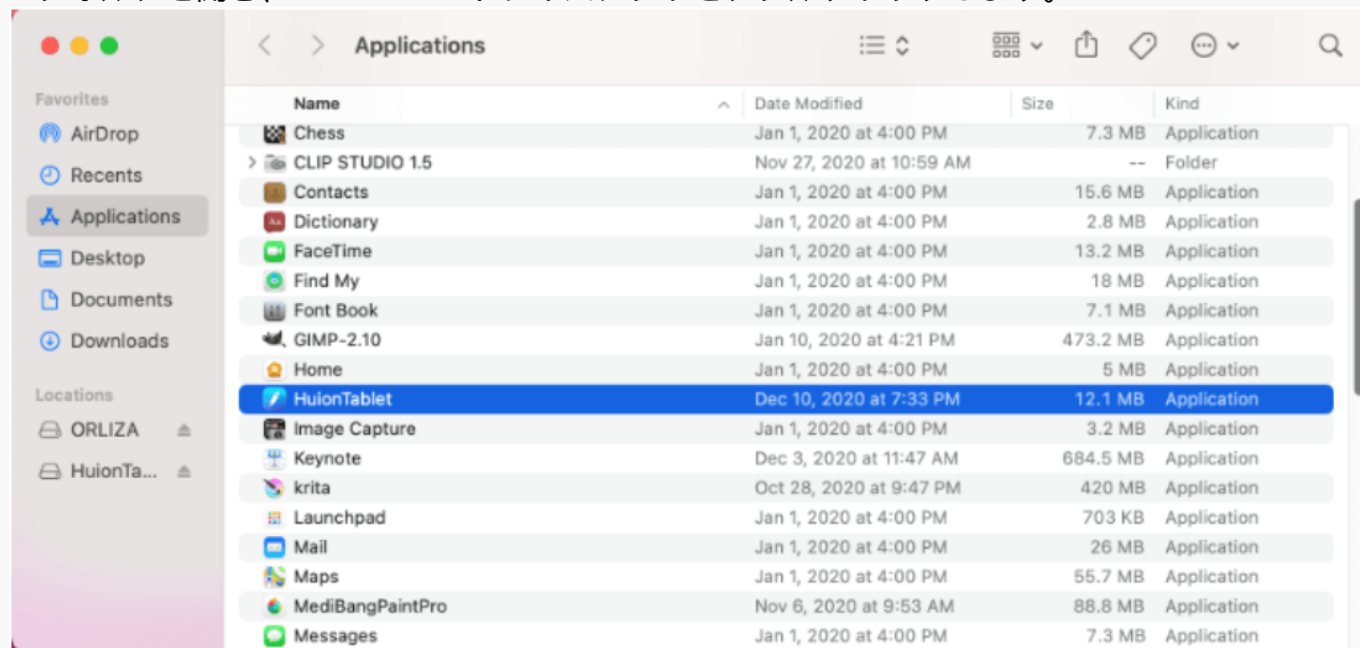 Applications
Favorites
AirDrop
Recents
Applications
Desktop
Documents
Downloads
Locations
ORLIZA
HuionTa...
Name Date Modified Size Kind
Chess Jan 1, 2020 at 4:00 PM 7.3 MB Application
CLIP STUDIO 1.5 Nov 27, 2020 at 10:59 AM -- Folder
Contacts Jan 1, 2020 at 4:00 PM 15.6 MB Application
Dictionary Jan 1, 2020 at 4:00 PM 2.8 MB Application
FaceTime Jan 1, 2020 at 4:00 PM 13.2 MB Application
Find My Jan 1, 2020 at 4:00 PM 18 MB Application
Font Book Jan 1, 2020 at 4:00 PM 7.1 MB Application
GIMP-2.10 Jan 10, 2020 at 4:21 PM 473.2 MB Application
Home Jan 1, 2020 at 4:00 PM 5 MB Application
HuionTablet Dec 10, 2020 at 7:33 PM 12.1 MB Application
Image Capture Jan 1, 2020 at 4:00 PM 3.2 MB Application
Keynote Dec 3, 2020 at 11:47 AM 684.5 MB Application
krita Oct 28, 2020 at 9:47 PM 420 MB Application
Launchpad Jan 1, 2020 at 4:00 PM 703 KB Application
Mail Jan 1, 2020 at 4:00 PM 26 MB Application
Maps Jan 1, 2020 at 4:00 PM 55.7 MB Application
MediBangPaintPro Nov 6, 2020 at 9:53 AM 88.8 MB Application
Messages Jan 1, 2020 at 4:00 PM 7.3 MB Application